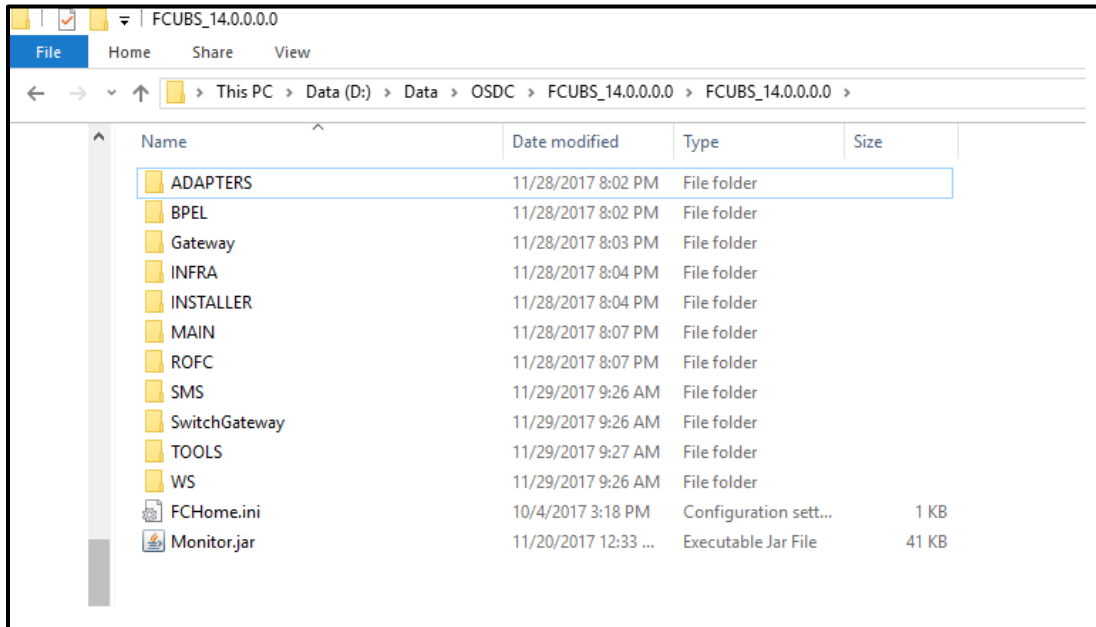 FCUBS_14.0.0.0.0
File Home Share View
This PC > Data (D:) > Data > OSDC > FCUBS_14.0.0.0.0 > FCUBS_14.0.0.0.0 >
Name Date modified Type Size
ADAPTERS 11/28/2017 8:02 PM File folder
BPEL 11/28/2017 8:02 PM File folder
Gateway 11/28/2017 8:03 PM File folder
INFRA 11/28/2017 8:04 PM File folder
INSTALLER 11/28/2017 8:04 PM File folder
MAIN 11/28/2017 8:07 PM File folder
ROFC 11/28/2017 8:07 PM File folder
SMS 11/29/2017 9:26 AM File folder
SwitchGateway 11/29/2017 9:26 AM File folder
TOOLS 11/29/2017 9:27 AM File folder
WS 11/29/2017 9:26 AM File folder
FCHome.ini 10/4/2017 3:18 PM Configuration sett... 1 KB
Monitor.jar 11/20/2017 12:33 ... Executable Jar File 41 KB